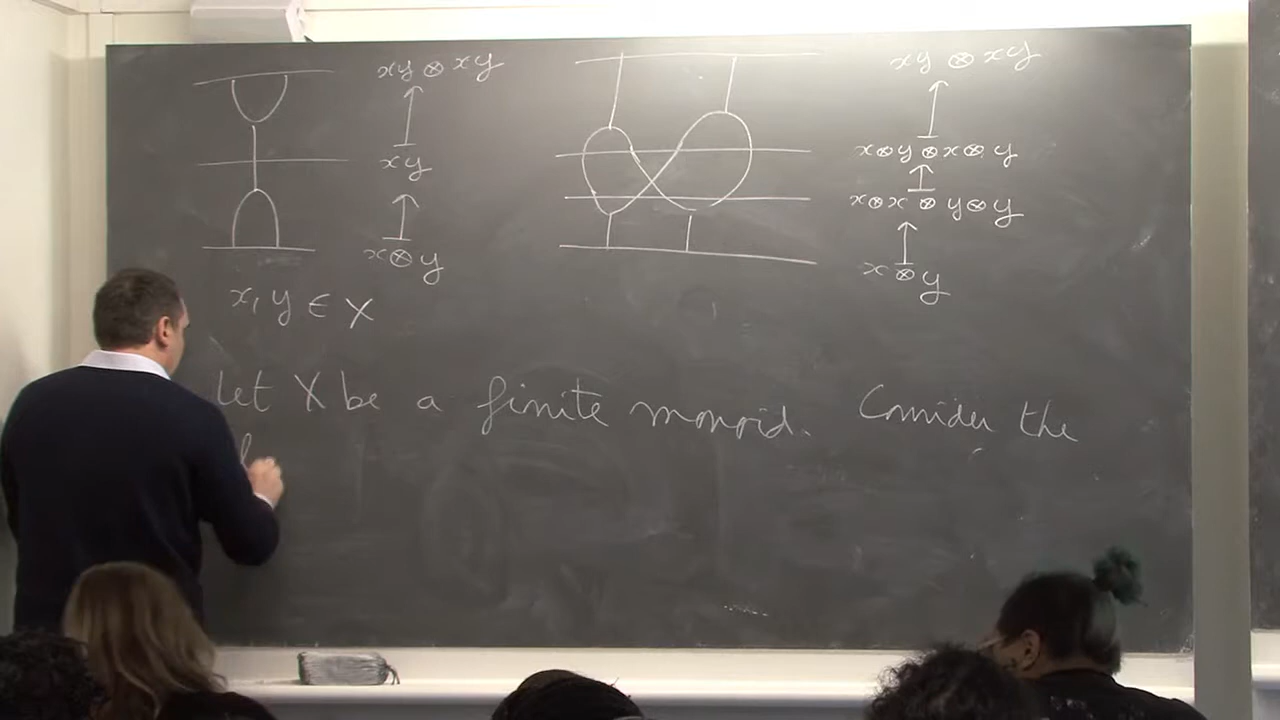 xy ⊗ xy
xy
x ⊗ y
x, y ∈ X
xy ⊗ xy
x ⊗ y ⊗ x ⊗ y
x ⊗ x ⊗ y ⊗ y
x ⊗ y
Let X be a finite monoid. Consider the